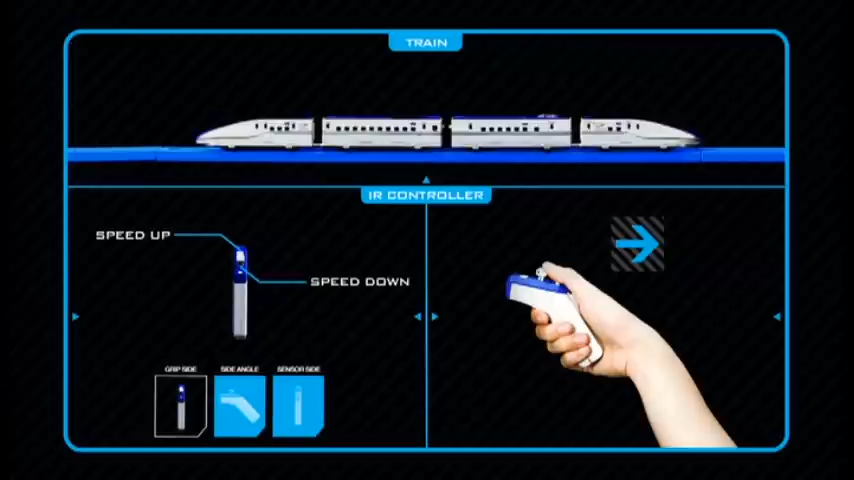 TRAIN
IR CONTROLLER
SPEED UP
SPEED DOWN
GRIP SIDE
SIDE ANGLE
SENSOR SIDE